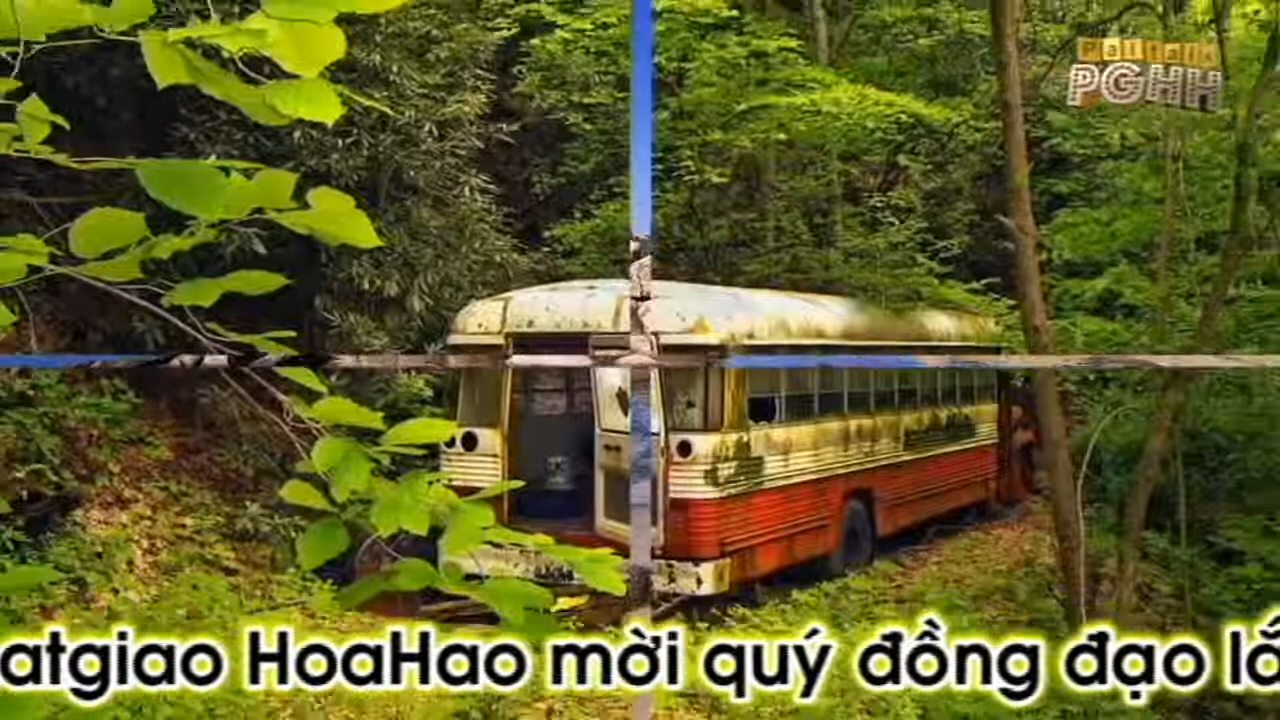 Paltalk
PGHH
atgiao HoaHao mời quý đồng đạo lắ